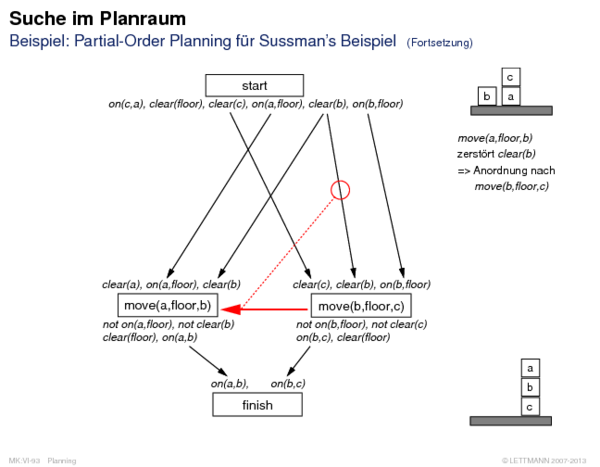 Suche im Planraum
Beispiel: Partial-Order Planning für Sussman's Beispiel (Fortsetzung)
start
on(c,a), clear(floor), clear(c), on(a,floor), clear(b), on(b,floor)
c
b a
move(a,floor,b)
zerstört clear(b)
=> Anordnung nach
move(b,floor,c)
clear(a), on(a,floor), clear(b)
clear(c), clear(b), on(b,floor)
move(a,floor,b)
move(b,floor,c)
not on(a,floor), not clear(b)
clear(floor), on(a,b)
not on(b,floor), not clear(c)
on(b,c), clear(floor)
on(a,b), on(b,c)
finish
a
b
c
MK:VI-93 Planning
© LETTMANN 2007-2013